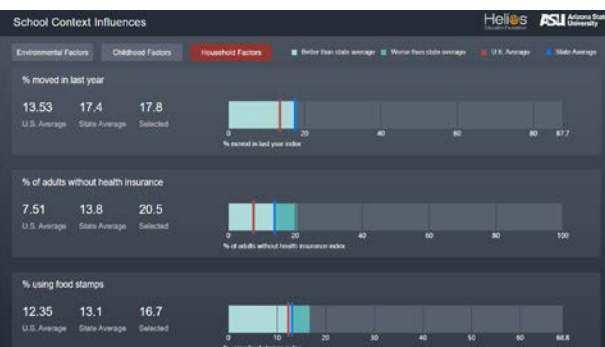 School Context Influences
Helios
Education Foundation
ASU Arizona State University
Environmental Factors
Childhood Factors
Household Factors
Better than state average
Worse than state average
U.S. Average
State Average
% moved in last year
13.53 17.4 17.8
U.S. Average State Average Selected
0 20 40 60 80 87.7
% moved in last year index
% of adults without health insurance
7.51 13.8 20.5
U.S. Average State Average Selected
0 20 40 60 80 100
% of adults without health insurance index
% using food stamps
12.35 13.1 16.7
U.S. Average State Average Selected
0 10 20 30 40 50 60 68.8